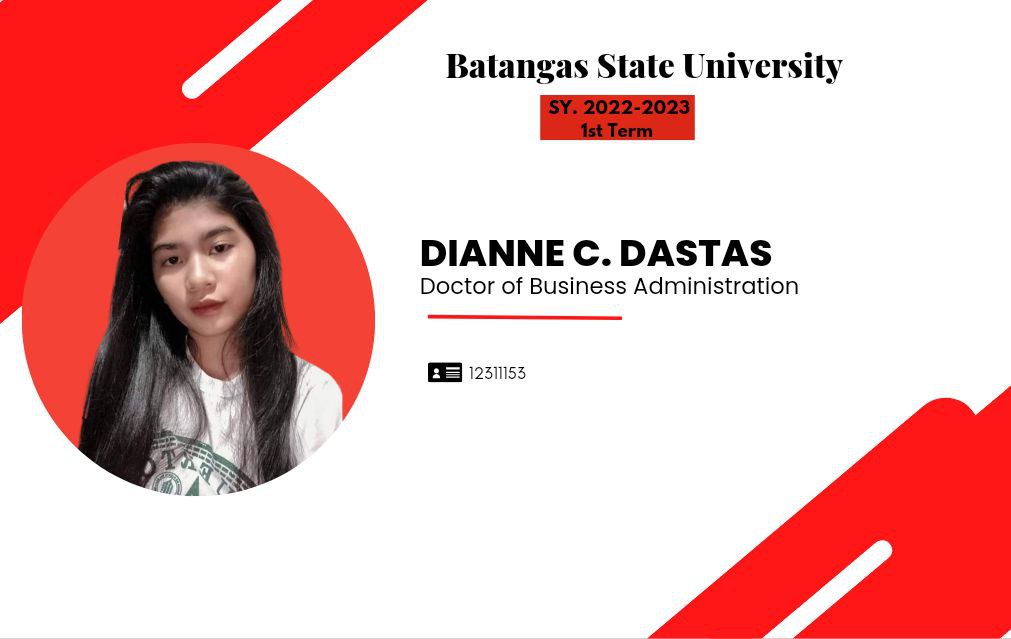 Batangas State University
SY. 2022-2023
1st Term
DIANNE C. DASTAS
Doctor of Business Administration
12311153